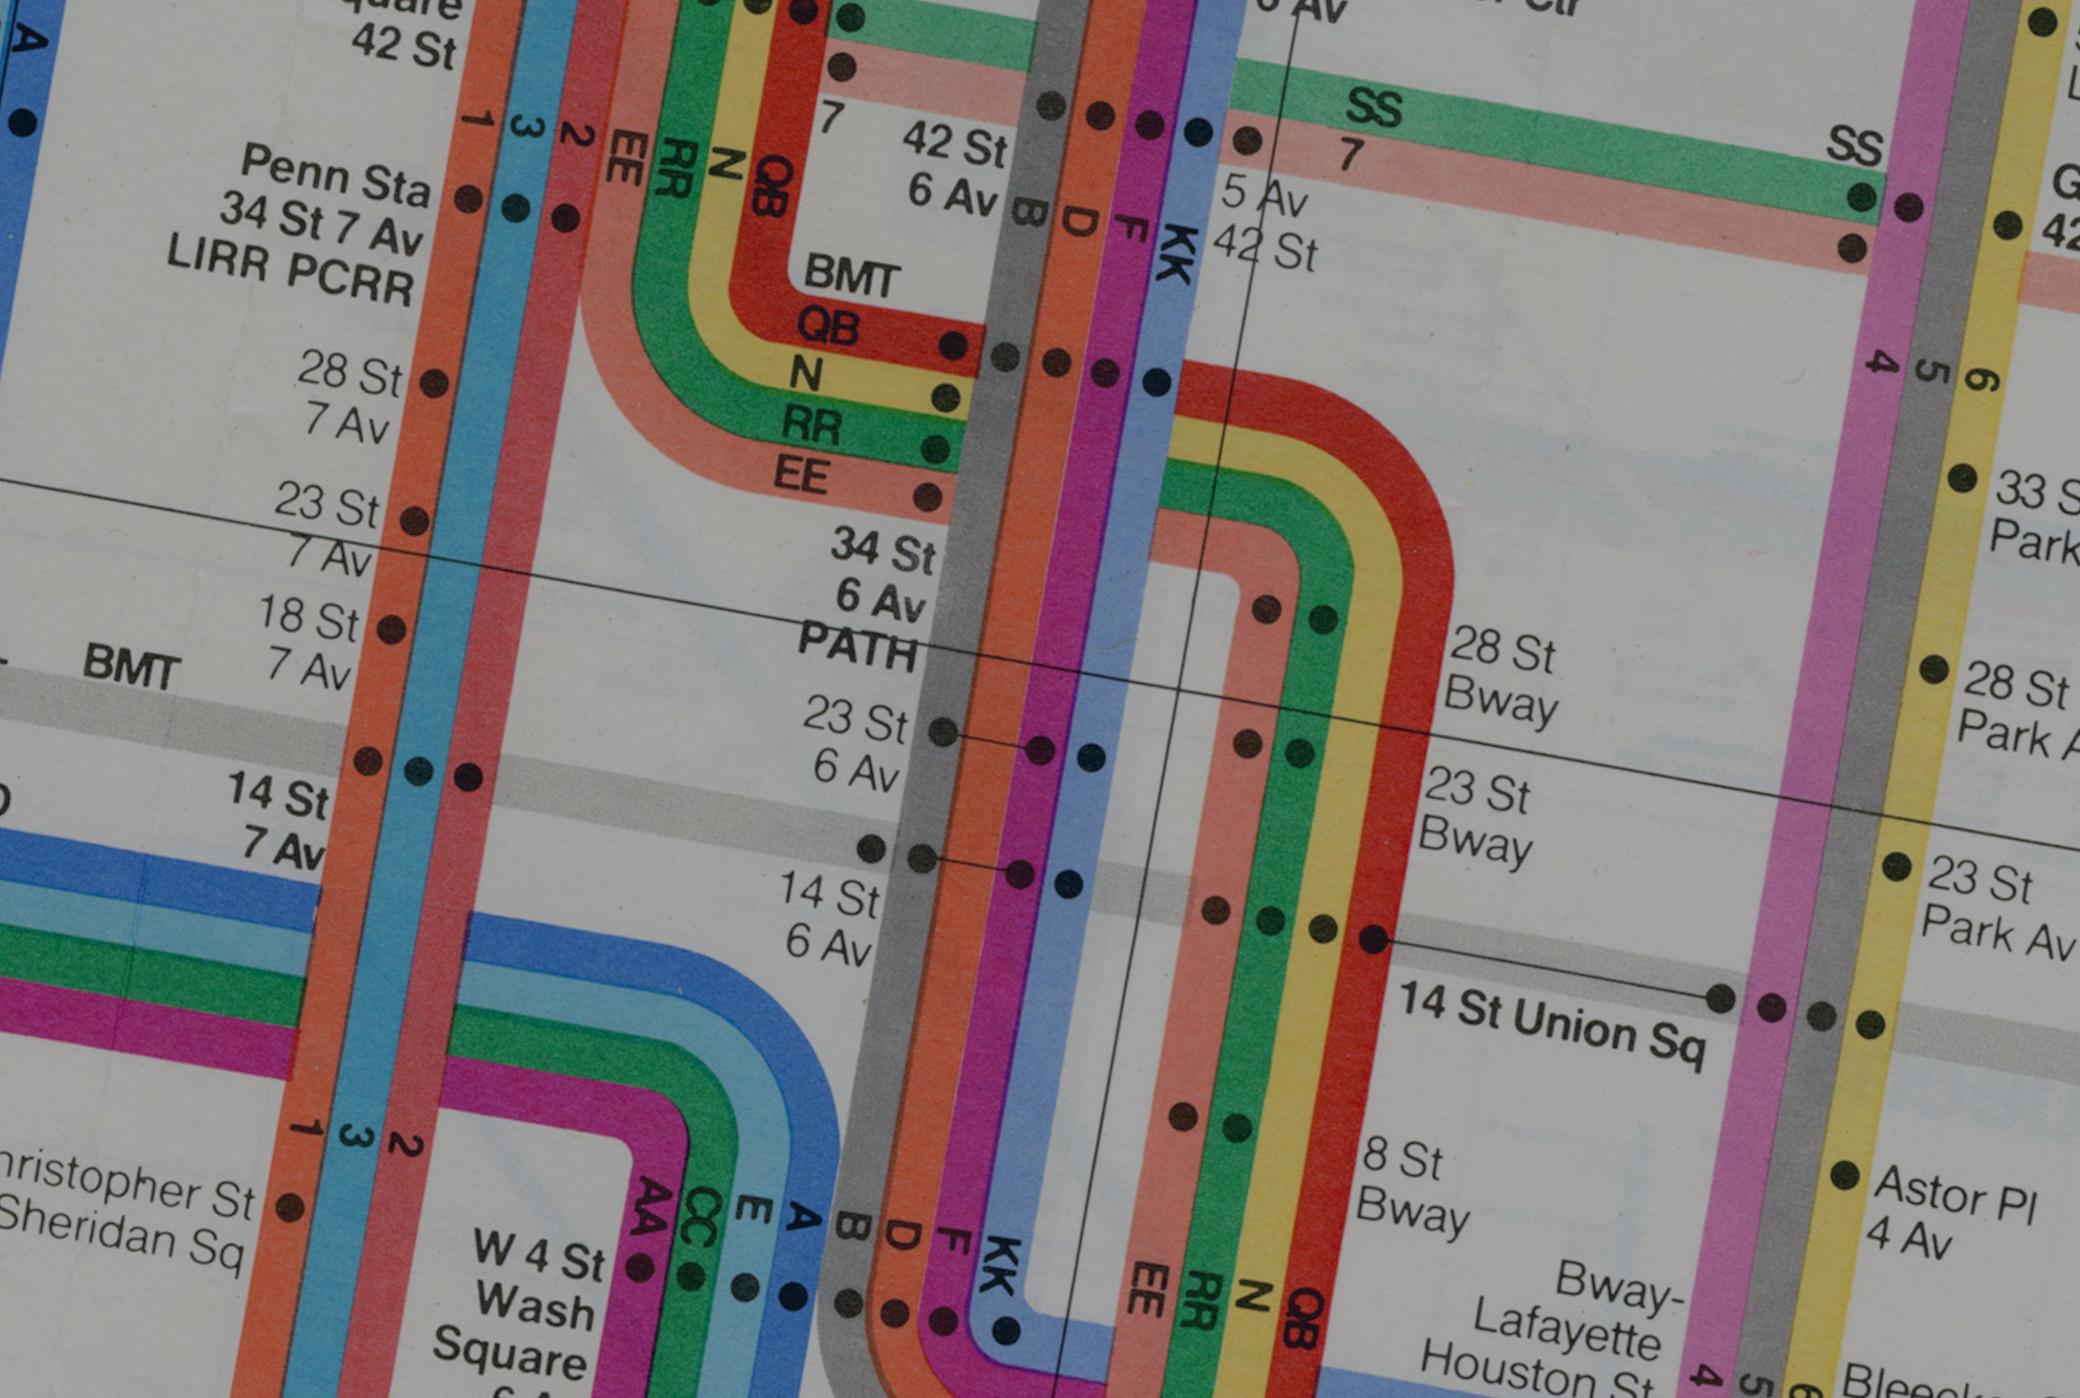 A
42 St
6 Av
1
3
2
EE
RR
N
QB
7
42 St
6 Av
B
D
F
KK
SS
7
SS
5 Av
42 St
Penn Sta
34 St 7 Av
LIRR PCRR
BMT
QB
N
RR
EE
28 St
7 Av
4
5
6
42
33 S
Park
34 St
6 Av
PATH
23 St
7 Av
18 St
7 Av
BMT
28 St
Bway
28 St
Park A
23 St
6 Av
23 St
Bway
23 St
Park Av
14 St
7 Av
14 St
6 Av
14 St Union Sq
1
3
2
hristopher St
Sheridan Sq
8 St
Bway
Astor Pl
4 Av
AA
CC
E
A
B
D
F
KK
W 4 St
Wash
Square
EE
RR
N
QB
Bway-
Lafayette
Houston St
4
5
6
Bleeck